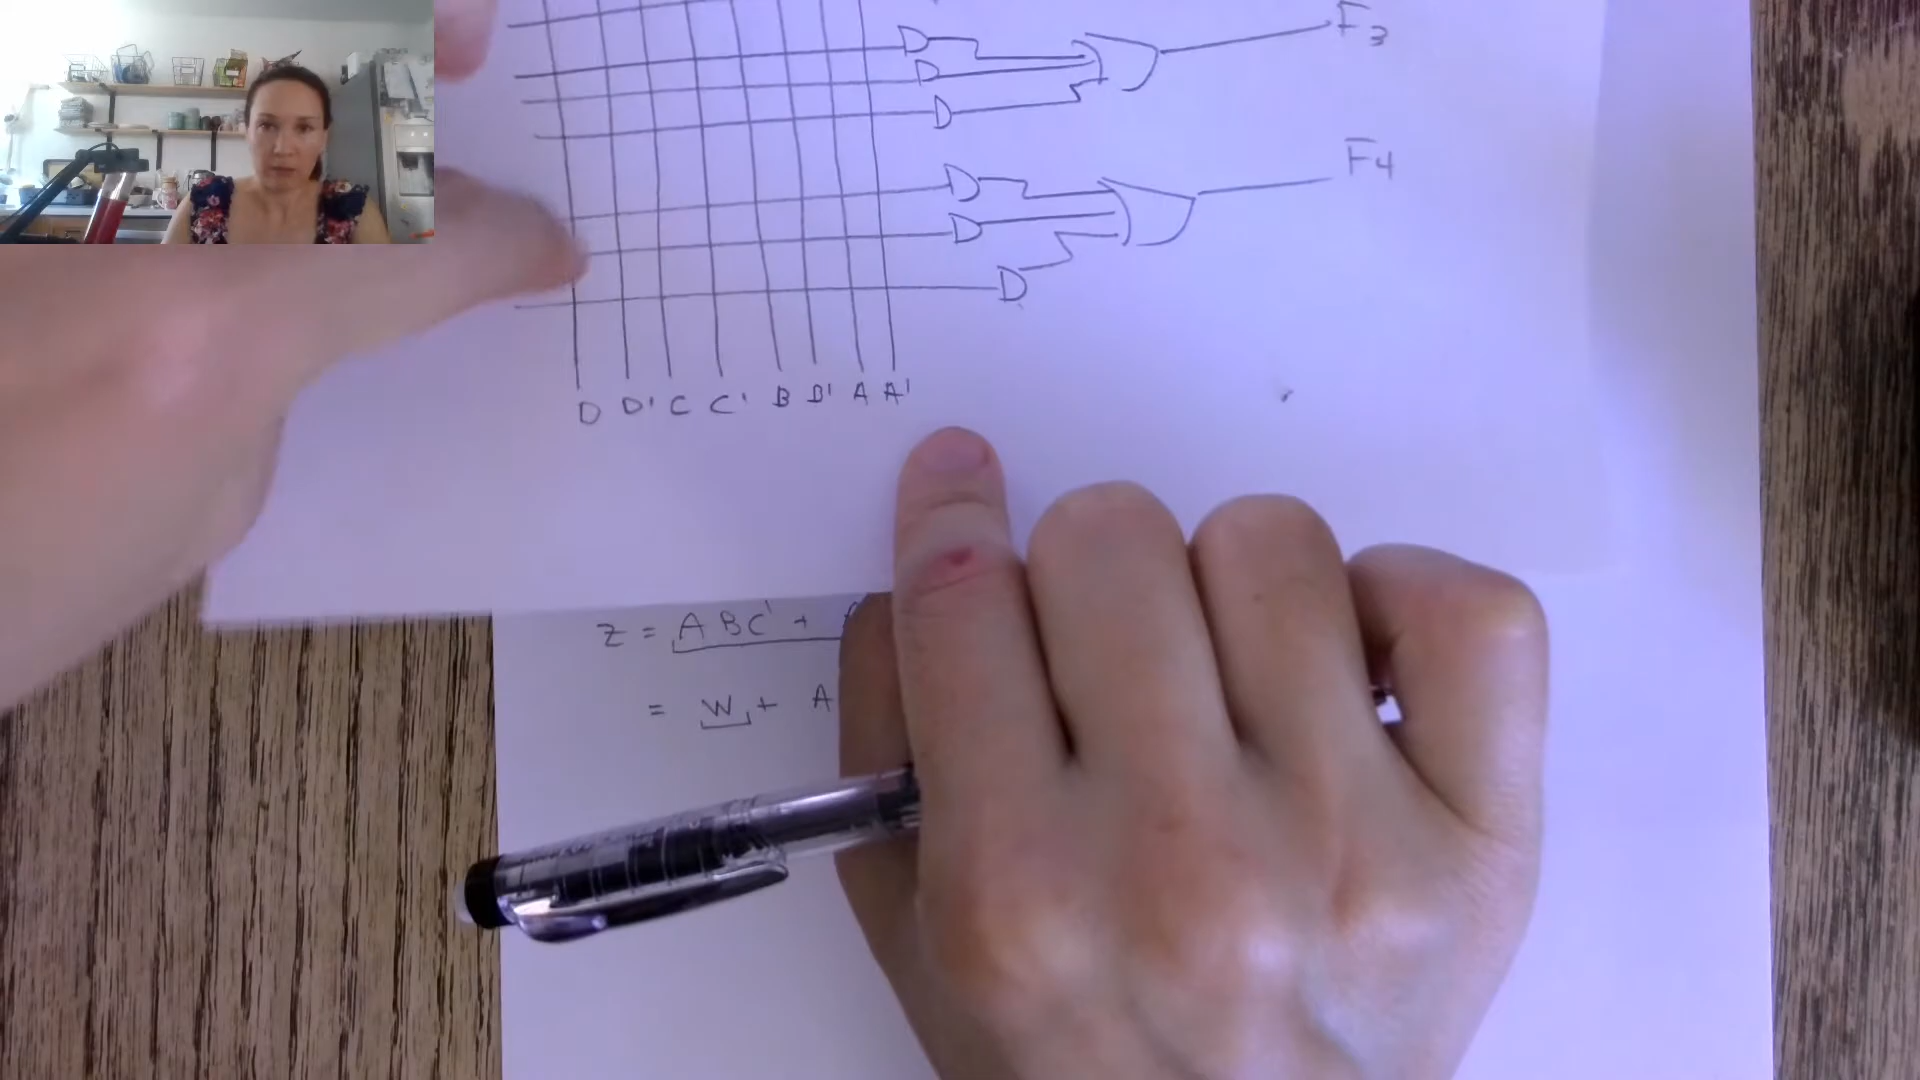 F3
F4
D D' C C' B B' A A'
Z = ABC' +
= W + A